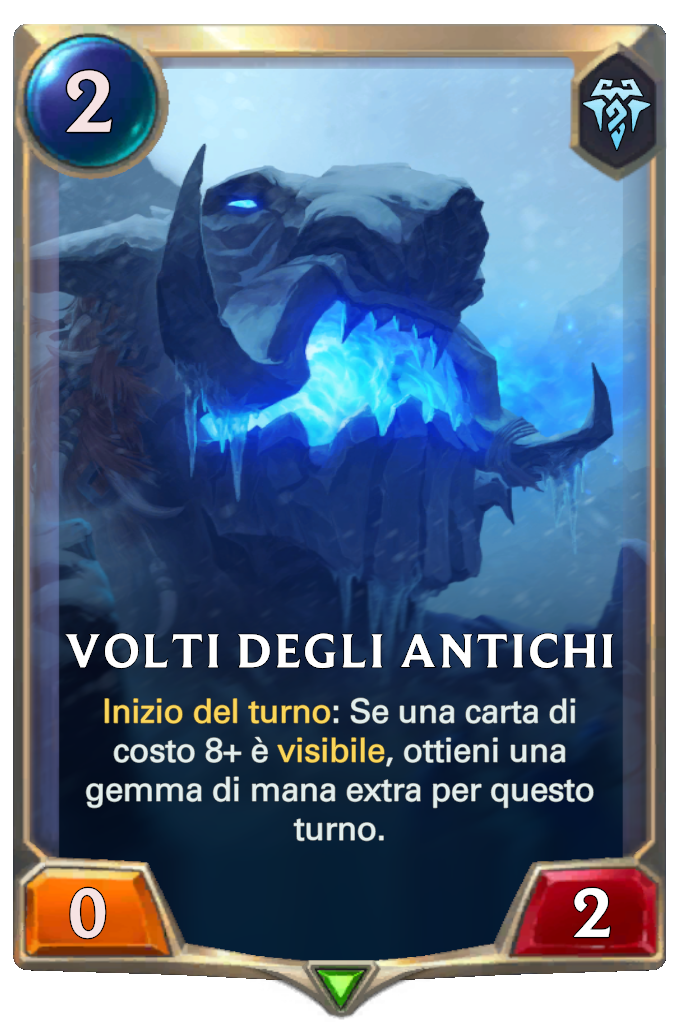 2
VOLTI DEGLI ANTICHI
Inizio del turno: Se una carta di
costo 8+ è visibile, ottieni una
gemma di mana extra per questo
turno.
0
2